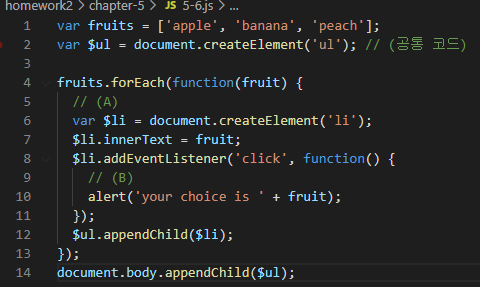 homework2 > chapter-5 > JS 5-6.js > ...
1 var fruits = ['apple', 'banana', 'peach'];
2 var $ul = document.createElement('ul'); // (공통 코드)
3
4 fruits.forEach(function(fruit) {
5   // (A)
6   var $li = document.createElement('li');
7   $li.innerText = fruit;
8   $li.addEventListener('click', function() {
9     // (B)
10     alert('your choice is ' + fruit);
11   });
12   $ul.appendChild($li);
13 });
14 document.body.appendChild($ul);